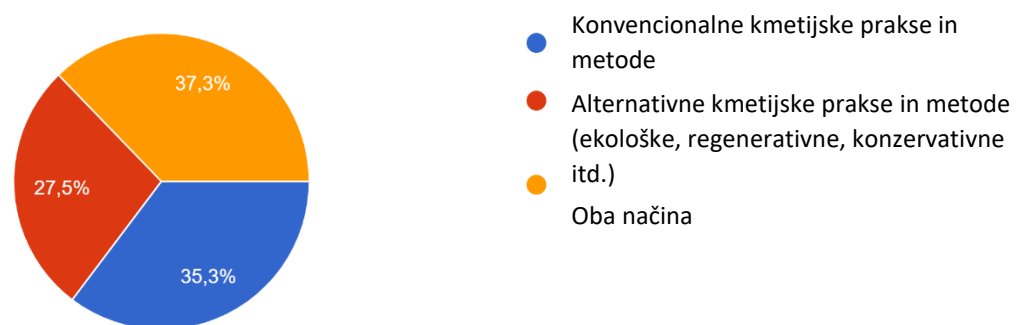 37,3%
27,5%
35,3%
Konvencionalne kmetijske prakse in
metode
Alternativne kmetijske prakse in metode
(ekološke, regenerativne, konzervativne
itd.)
Oba načina